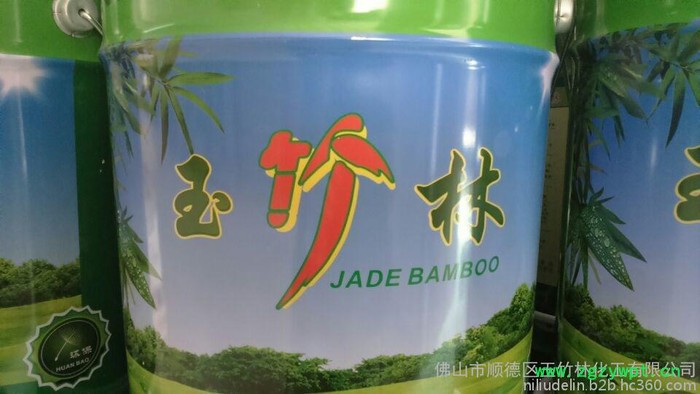 玉竹林
JADE BAMBOO
环保
HUAN BAO
佛山市顺德区玉竹林化工有限公司
niliudelin.b2b.hc360.com
玉